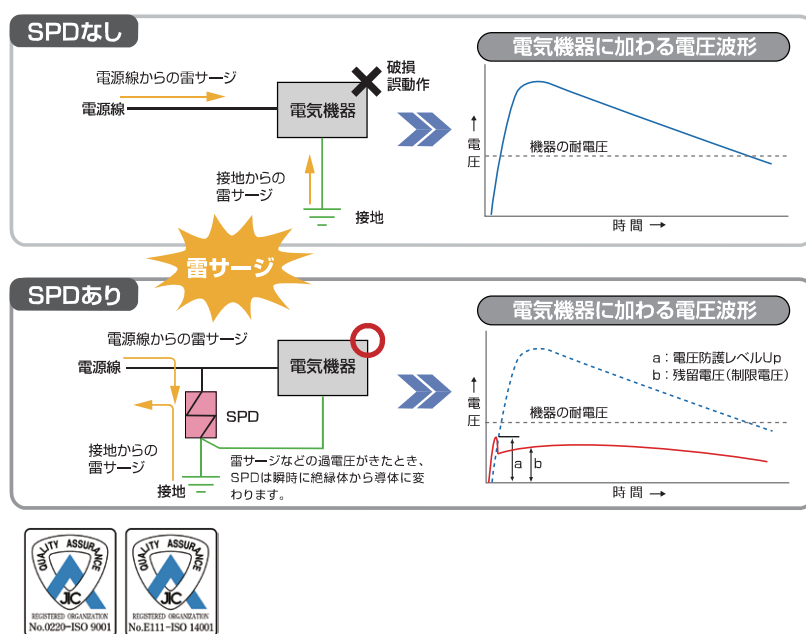 SPDなし
電源線からの雷サージ
電源線
電気機器
破損
誤動作
接地からの
雷サージ
接地
電気機器に加わる電圧波形
↑
電
圧
機器の耐電圧
時間→
雷サージ
SPDあり
電源線からの雷サージ
電源線
電気機器
SPD
接地からの
雷サージ
接地
雷サージなどの過電圧がきたとき、
SPDは瞬時に絶縁体から導体に変
わります。
電気機器に加わる電圧波形
a：電圧防護レベルUp
b：残留電圧（制限電圧）
↑
電
圧
機器の耐電圧
a
b
時間→
QUALITY ASSURANCE
JIC
REGISTERED ORGANIZATION
No.0220-ISO 9001
QUALITY ASSURANCE
JIC
REGISTERED ORGANIZATION
No.E111-ISO 14001